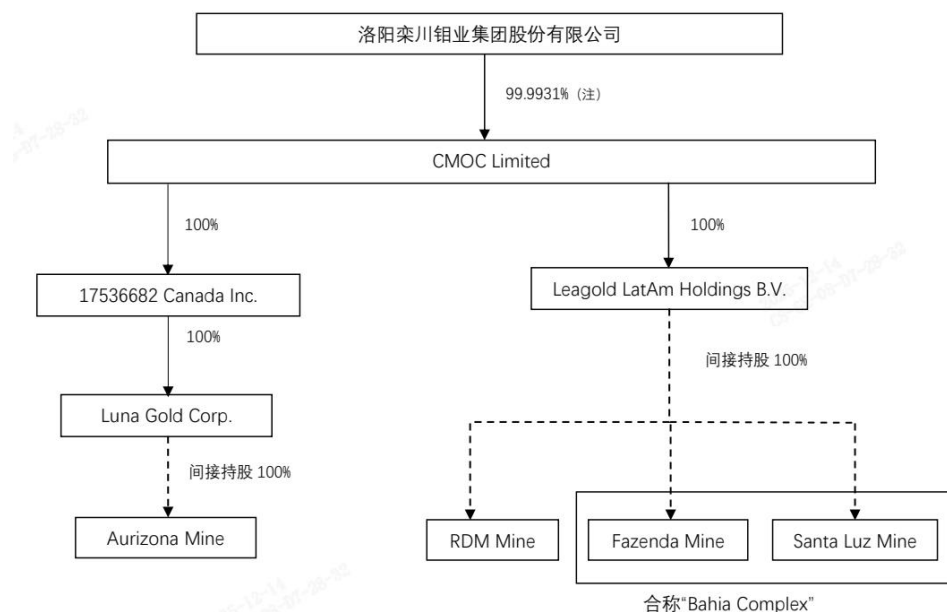 洛阳栾川钼业集团股份有限公司
99.9931%（注）
CMOC Limited
100%
100%
17536682 Canada Inc.
Leagold LatAm Holdings B.V.
100%
间接持股 100%
Luna Gold Corp.
间接持股 100%
Aurizona Mine
RDM Mine
Fazenda Mine
Santa Luz Mine
合称“Bahia Complex”